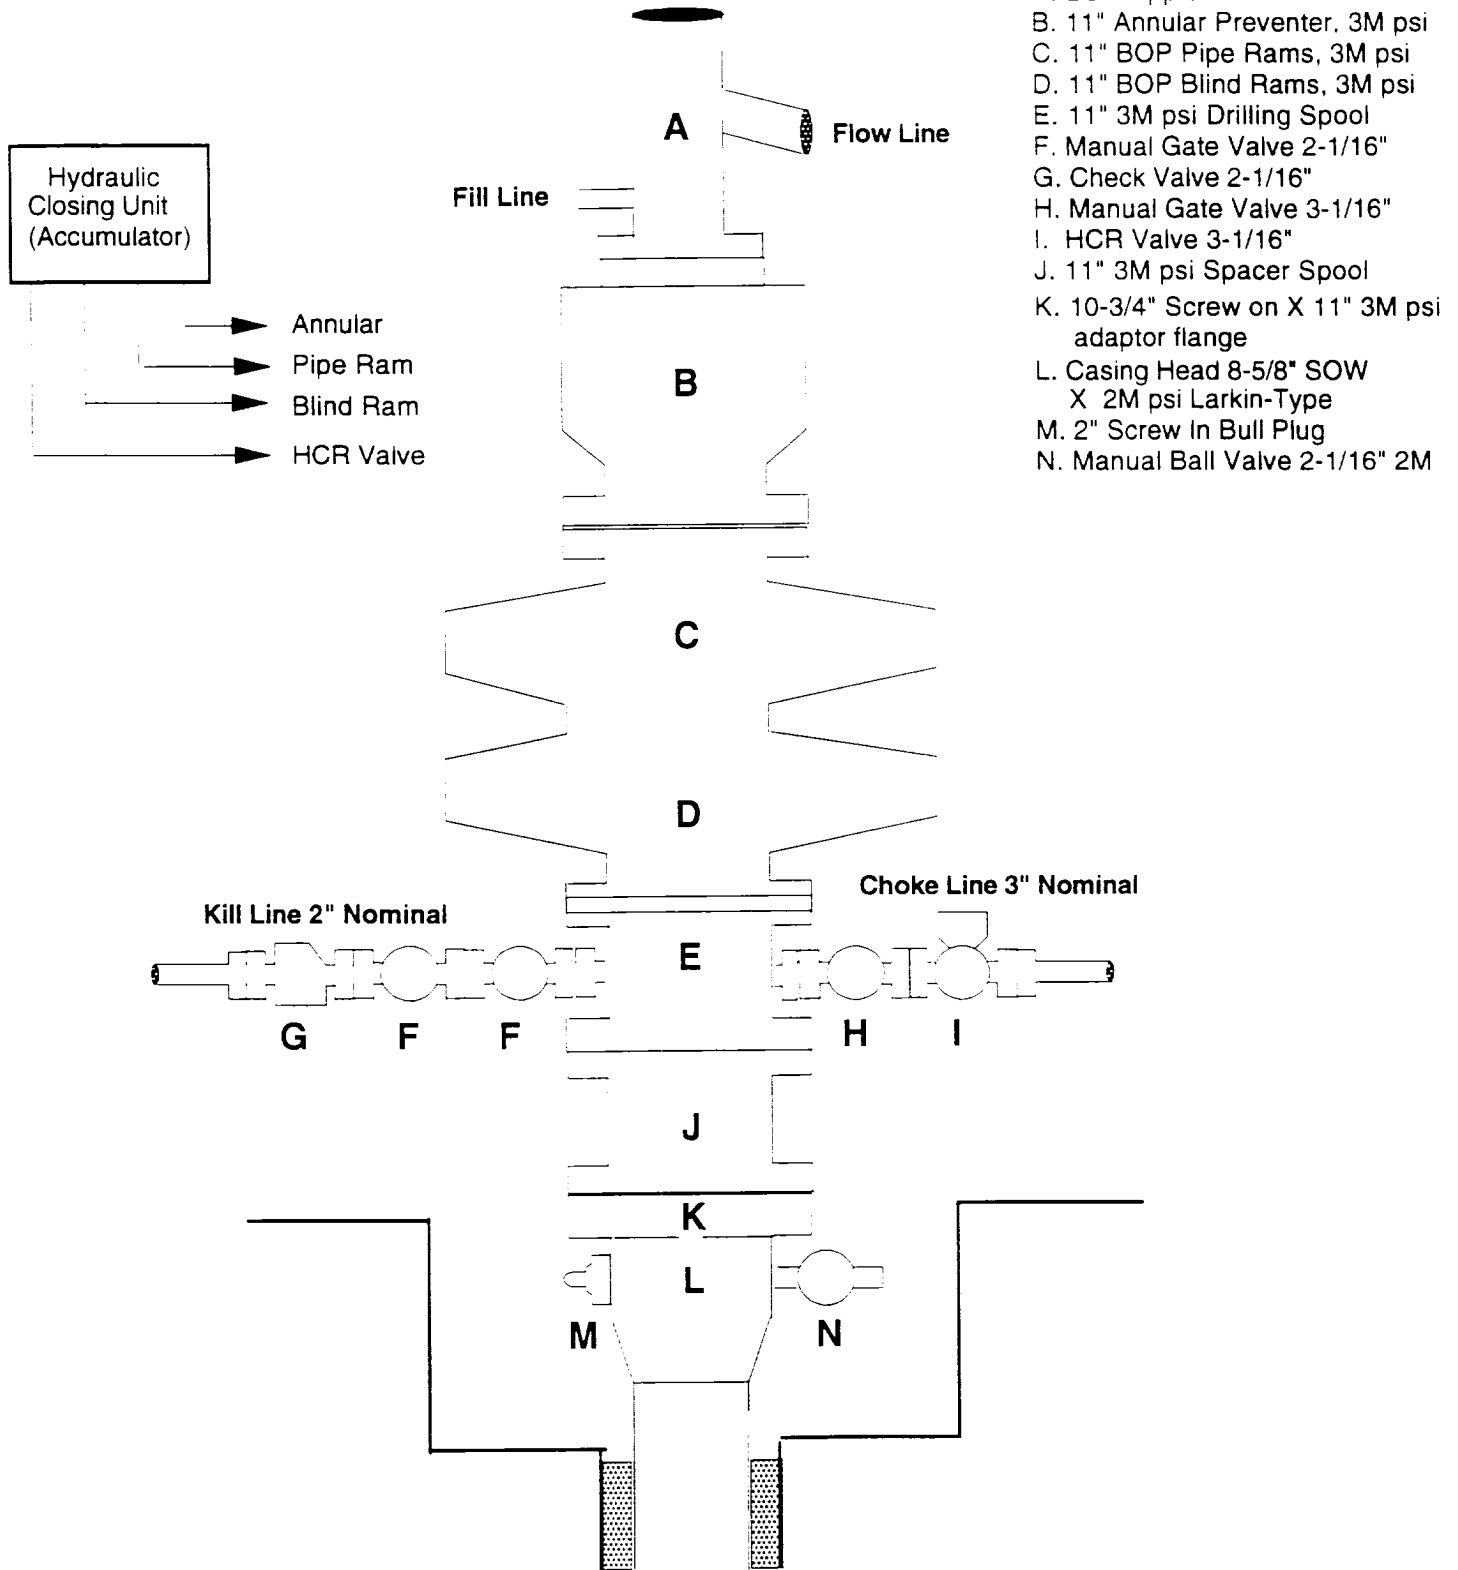 B. 11" Annular Preventer, 3M psi
C. 11" BOP Pipe Rams, 3M psi
D. 11" BOP Blind Rams, 3M psi
E. 11" 3M psi Drilling Spool
F. Manual Gate Valve 2-1/16"
G. Check Valve 2-1/16"
H. Manual Gate Valve 3-1/16"
I. HCR Valve 3-1/16"
J. 11" 3M psi Spacer Spool
K. 10-3/4" Screw on X 11" 3M psi
adaptor flange
L. Casing Head 8-5/8" SOW
X 2M psi Larkin-Type
M. 2" Screw In Bull Plug
N. Manual Ball Valve 2-1/16" 2M
A
Flow Line
Fill Line
Hydraulic
Closing Unit
(Accumulator)
Annular
Pipe Ram
Blind Ram
HCR Valve
B
C
D
Kill Line 2" Nominal
Choke Line 3" Nominal
E
G
F
F
H
I
J
K
L
M
N